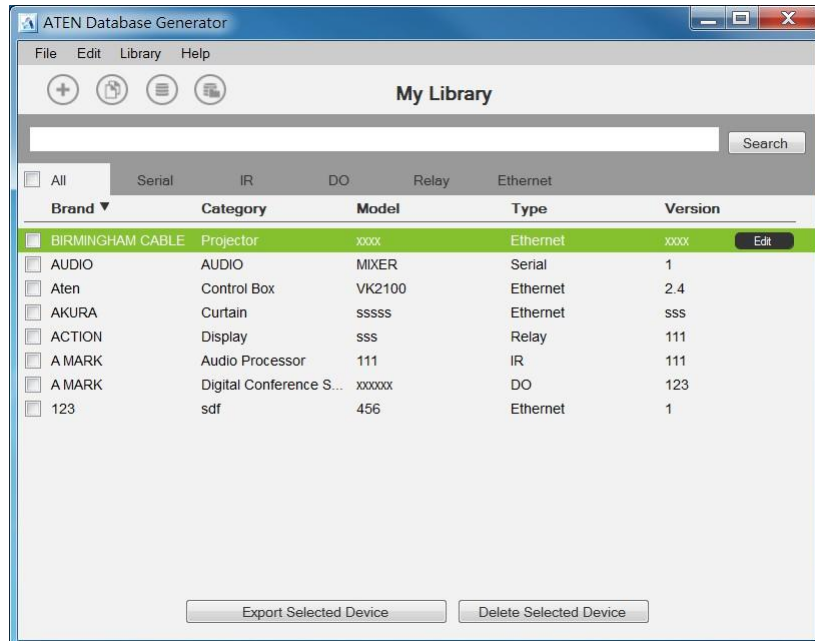 ATEN Database Generator
File Edit Library Help
My Library
Search
All Serial IR DO Relay Ethernet
Brand ▼ Category Model Type Version
BIRMINGHAM CABLE Projector xxxx Ethernet xxxx Edit
AUDIO AUDIO MIXER Serial 1
Aten Control Box VK2100 Ethernet 2.4
AKURA Curtain sssss Ethernet sss
ACTION Display sss Relay 111
A MARK Audio Processor 111 IR 111
A MARK Digital Conference S... xxxxxx DO 123
123 sdf 456 Ethernet 1
Export Selected Device Delete Selected Device